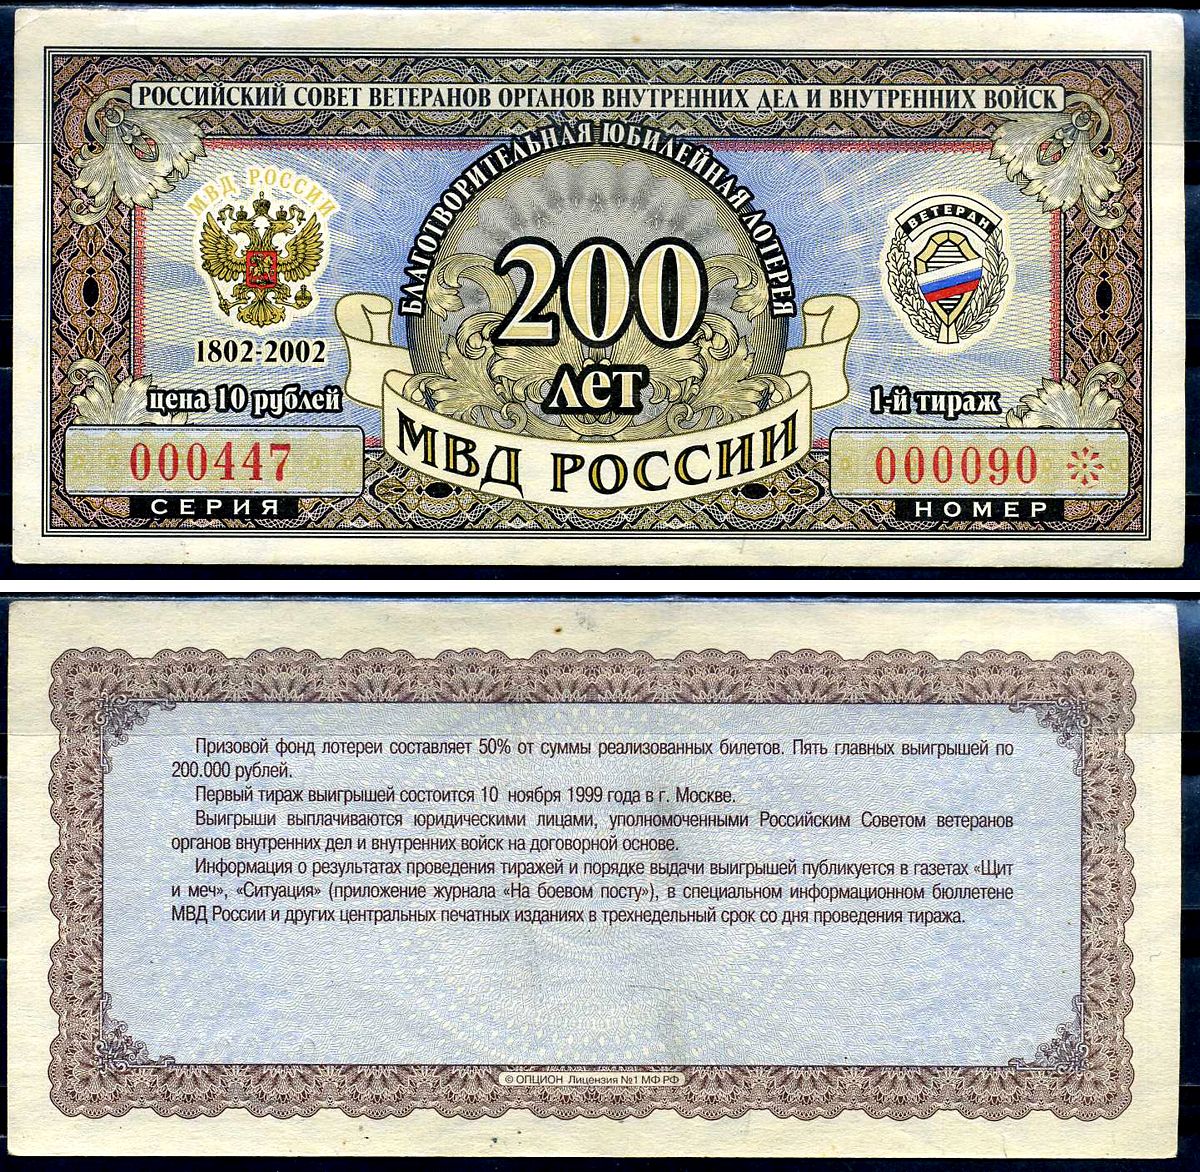 РОССИЙСКИЙ СОВЕТ ВЕТЕРАНОВ ОРГАНОВ ВНУТРЕННИХ ДЕЛ И ВНУТРЕННИХ ВОЙСК
БЛАГОТВОРИТЕЛЬНАЯ ЮБИЛЕЙНАЯ ЛОТЕРЕЯ
МВД РОССИИ
ВЕТЕРАН
200
ЛЕТ
1802-2002
цена 10 рублей
1-й тираж
МВД РОССИИ
000447
000090
СЕРИЯ
НОМЕР
Призовой фонд лотереи составляет 50% от суммы реализованных билетов. Пять главных выигрышей по
200.000 рублей.
Первый тираж выигрышей состоится 10 ноября 1999 года в г. Москве.
Выигрыши выплачиваются юридическими лицами, уполномоченными Российским Советом ветеранов
органов внутренних дел и внутренних войск на договорной основе.
Информация о результатах проведения тиражей и порядке выдачи выигрышей публикуется в газетах «Щит
и меч», «Ситуация» (приложение журнала «На боевом посту»), в специальном информационном бюллетене
МВД России и других центральных печатных изданиях в трехнедельный срок со дня проведения тиража.
© ОПЦИОН Лицензия №1 МФ РФ